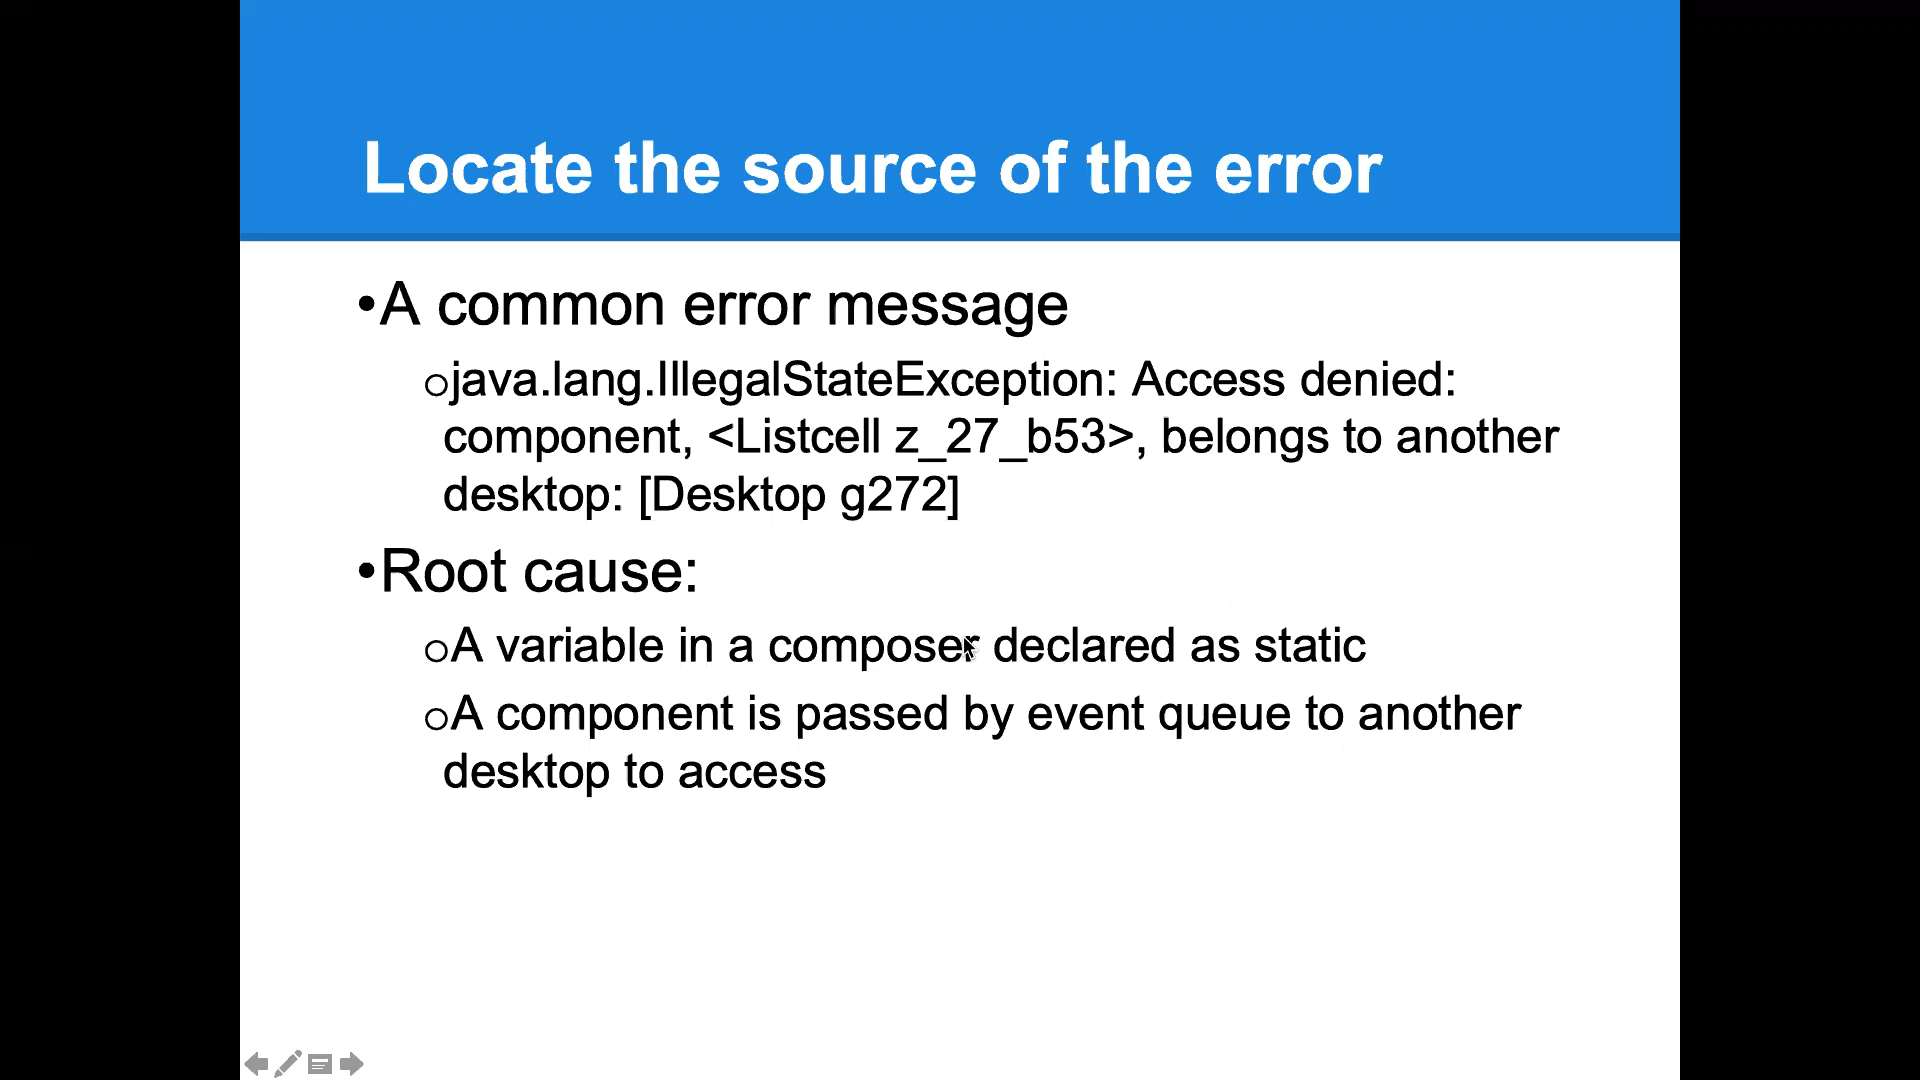 Locate the source of the error
•A common error message
○java.lang.IllegalStateException: Access denied:
component, <Listcell z_27_b53>, belongs to another
desktop: [Desktop g272]
•Root cause:
○A variable in a composer declared as static
○A component is passed by event queue to another
desktop to access